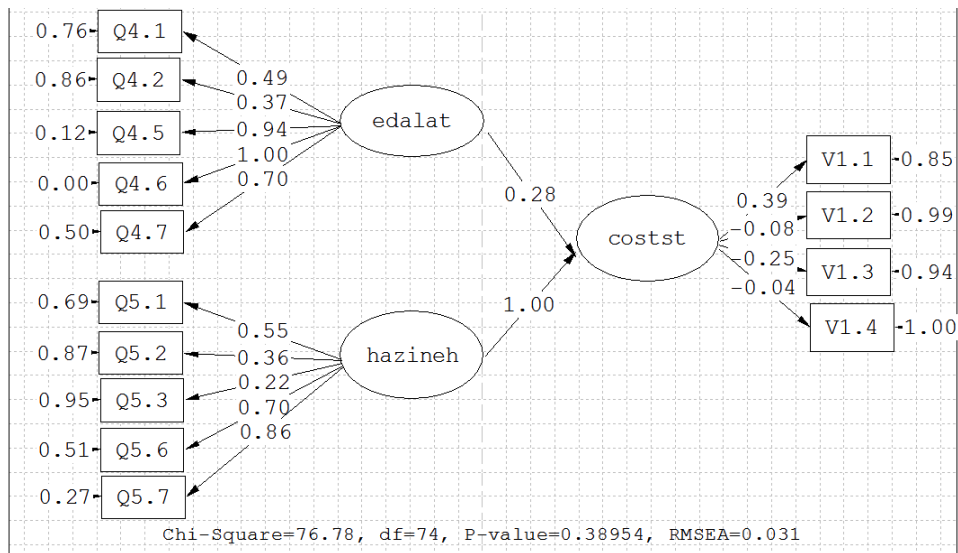 0.76 Q4.1
0.86 Q4.2
0.12 Q4.5
0.00 Q4.6
0.50 Q4.7
0.49
0.37
0.94
1.00
0.70
edalat
0.69 Q5.1
0.87 Q5.2
0.95 Q5.3
0.51 Q5.6
0.27 Q5.7
0.55
0.36
0.22
0.70
0.86
hazineh
0.28
1.00
costst
0.39
-0.08
-0.25
-0.04
V1.1 0.85
V1.2 0.99
V1.3 0.94
V1.4 1.00
Chi-Square=76.78, df=74, P-value=0.38954, RMSEA=0.031